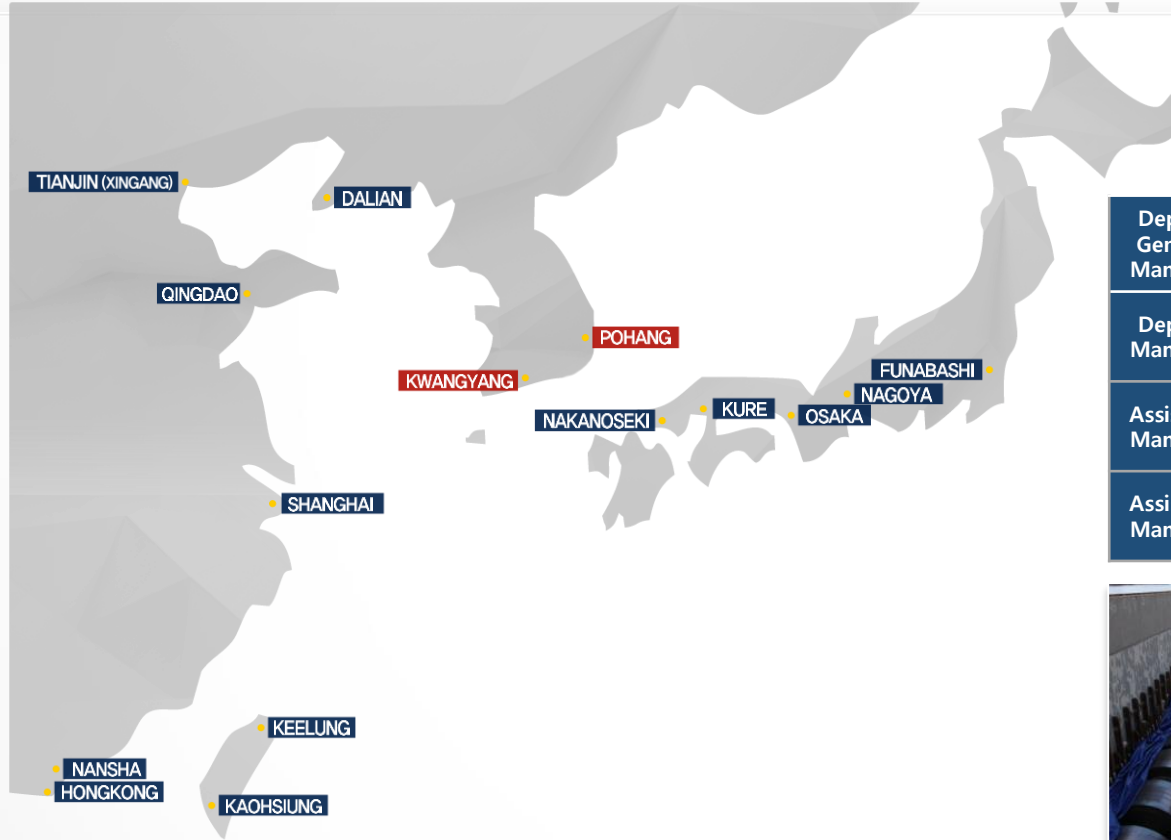 TIANJIN (XINGANG)
DALIAN
QINGDAO
POHANG
KWANGYANG
FUNABASHI
NAGOYA
NAKANOSEKI
KURE
OSAKA
SHANGHAI
KEELUNG
NANSHA
HONGKONG
KAOHSIUNG